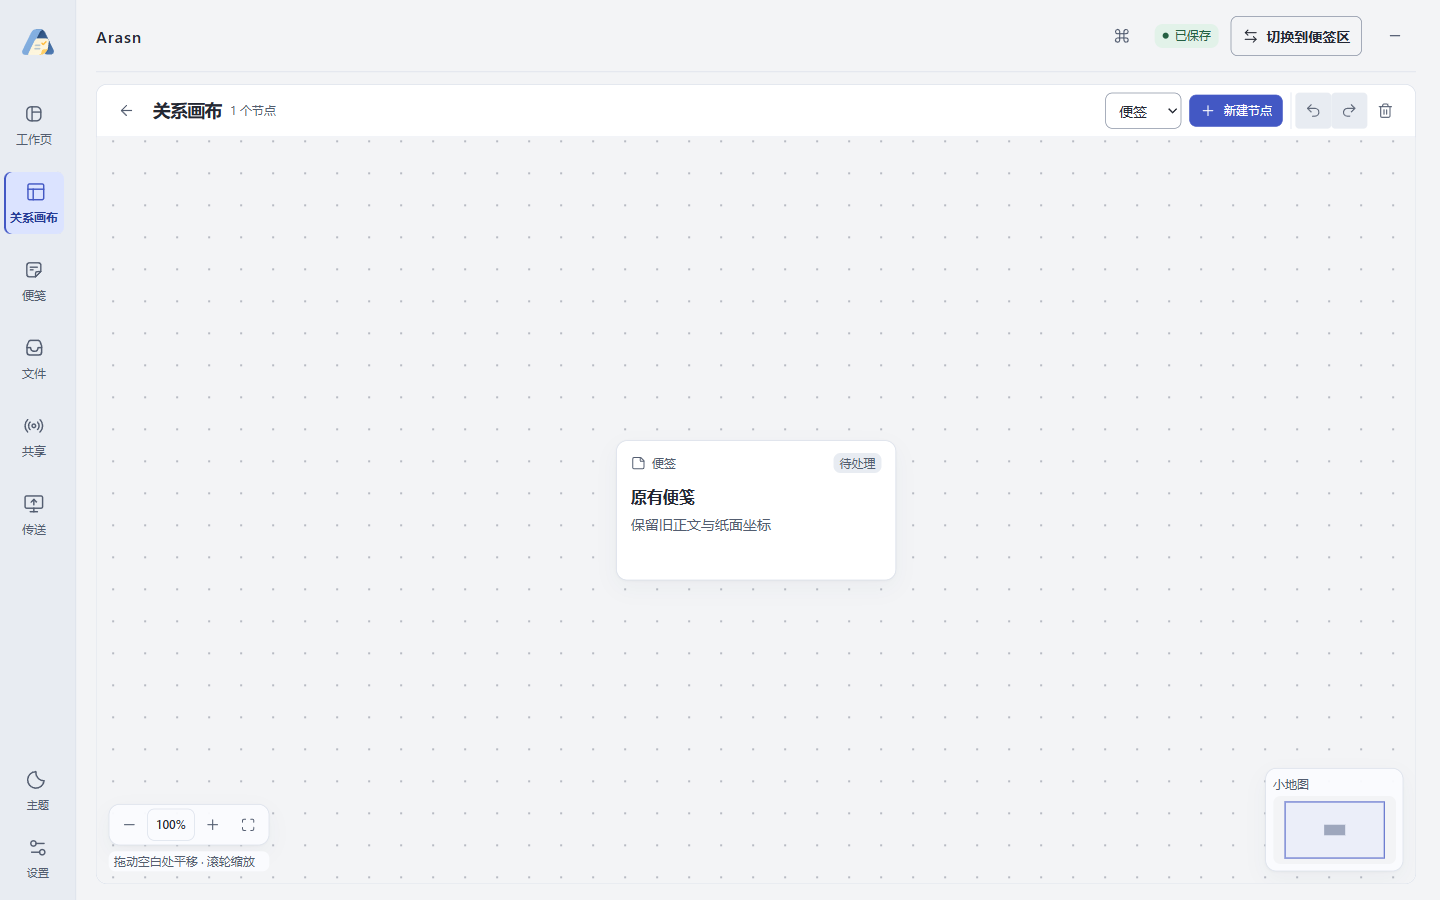 Arasn
已保存
切换到便签区
工作页
关系画布
便笺
文件
共享
传送
主题
设置
关系画布 1 个节点
便签
新建节点
便签
待处理
原有便笺
保留旧正文与纸面坐标
100%
拖动空白处平移 · 滚轮缩放
小地图